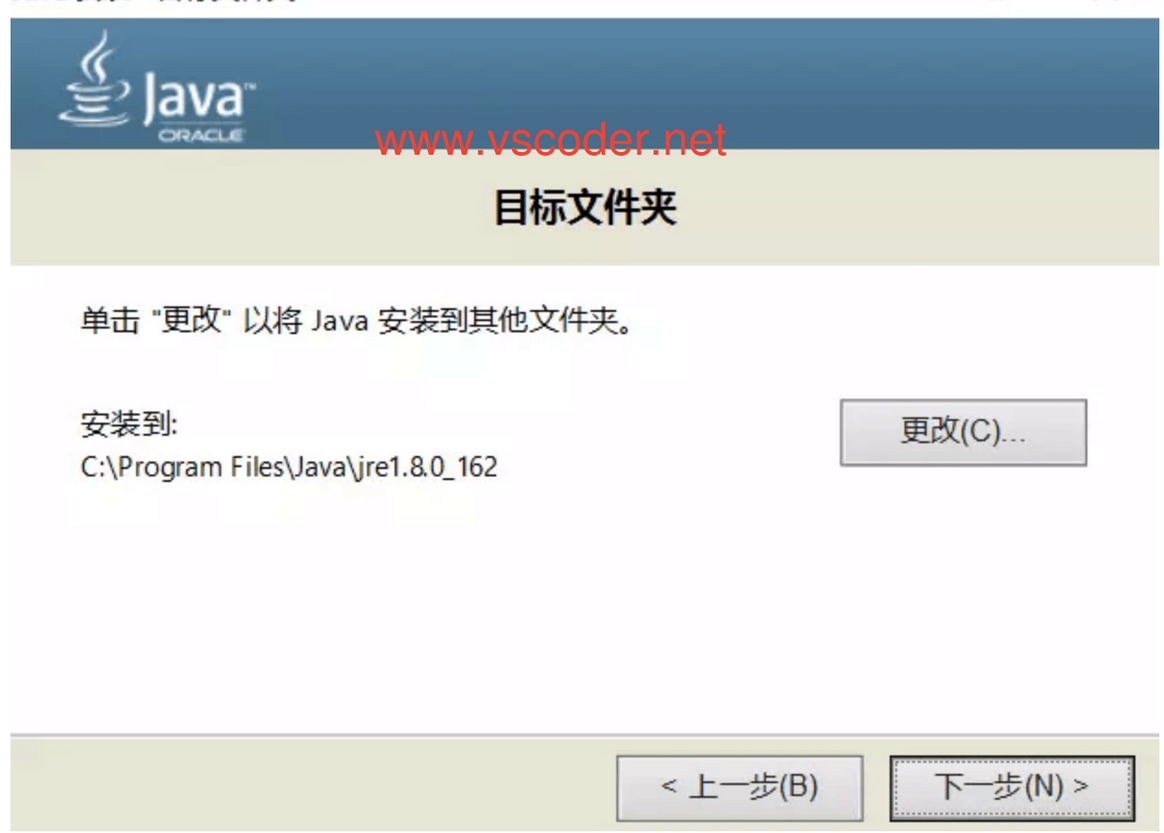 Java™
ORACLE
www.vscoder.net
目标文件夹
单击 "更改" 以将 Java 安装到其他文件夹。
安装到:
更改(C)...
C:\Program Files\Java\jre1.8.0_162
< 上一步(B)
下一步(N) >